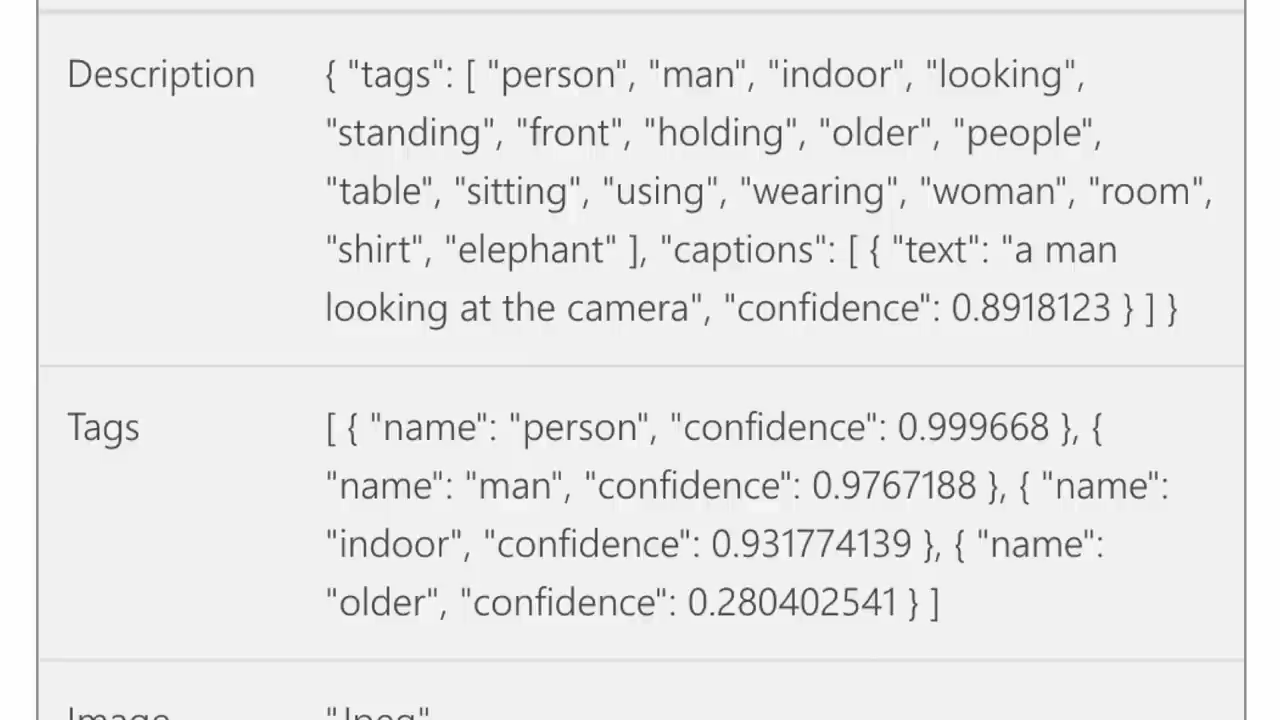 Description { "tags": [ "person", "man", "indoor", "looking",
"standing", "front", "holding", "older", "people",
"table", "sitting", "using", "wearing", "woman", "room",
"shirt", "elephant" ], "captions": [ { "text": "a man
looking at the camera", "confidence": 0.8918123 } ] }
Tags [ { "name": "person", "confidence": 0.999668 }, {
"name": "man", "confidence": 0.9767188 }, { "name":
"indoor", "confidence": 0.931774139 }, { "name":
"older", "confidence": 0.280402541 } ]
Image "Jpeg"